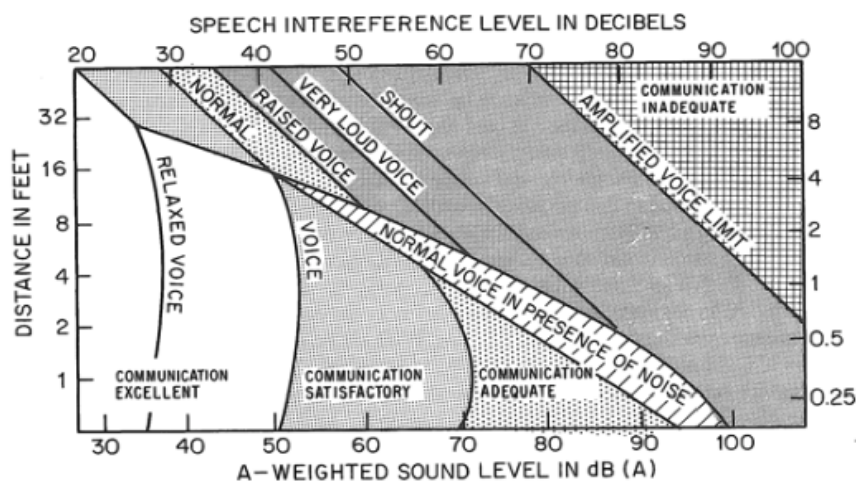 SPEECH INTEREFERENCE LEVEL IN DECIBELS
20 30 40 50 60 70 80 90 100
COMMUNICATION
INADEQUATE
NORMAL
RAISED VOICE
VERY LOUD VOICE
SHOUT
AMPLIFIED VOICE LIMIT
DISTANCE IN FEET
32
16
8
4
2
1
8
4
2
1
0.5
0.25
RELAXED VOICE
VOICE
NORMAL VOICE IN PRESENCE OF NOISE
COMMUNICATION
EXCELLENT
COMMUNICATION
SATISFACTORY
COMMUNICATION
ADEQUATE
30 40 50 60 70 80 90 100
A-WEIGHTED SOUND LEVEL IN dB (A)